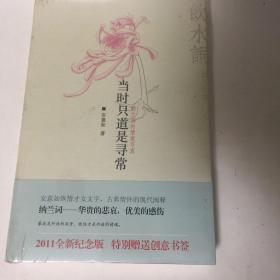 饮水词
当时只道是寻常
安意如 著
安意如纵情才女文字，古典情怀的现代阐释
纳兰词——华贵的悲哀，优美的感伤
2011全新纪念版 特别赠送创意书签